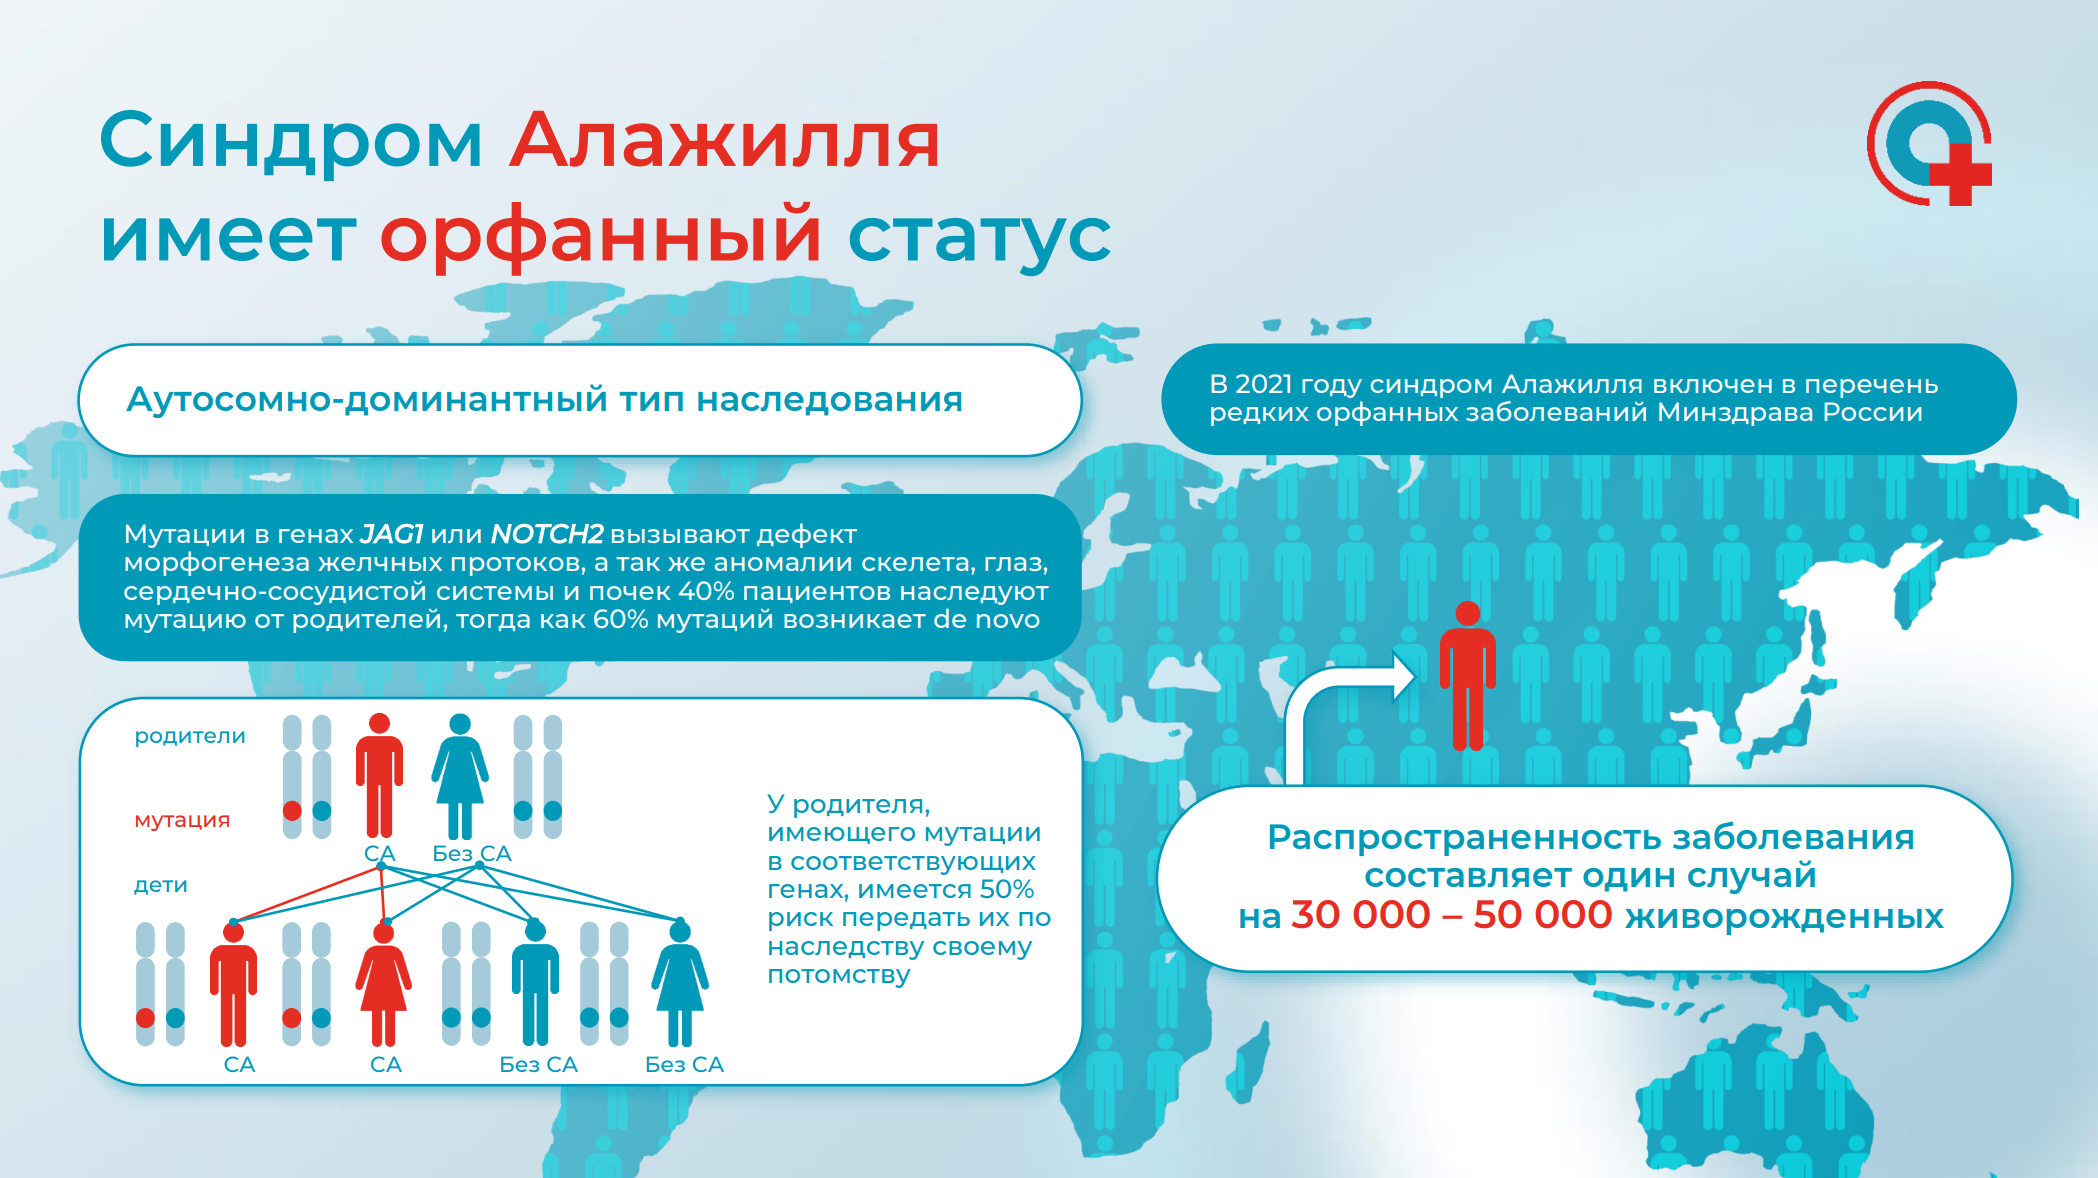 Синдром Алажилля
имеет орфанный статус
Аутосомно-доминантный тип наследования
В 2021 году синдром Алажилля включен в перечень
редких орфанных заболеваний Минздрава России
Мутации в генах JAG1 или NOTCH2 вызывают дефект
морфогенеза желчных протоков, а так же аномалии скелета, глаз,
сердечно-сосудистой системы и почек 40% пациентов наследуют
мутацию от родителей, тогда как 60% мутаций возникает de novo
родители
мутация
СА
Без СА
дети
СА
СА
Без СА
Без СА
У родителя,
имеющего мутации
в соответствующих
генах, имеется 50%
риск передать их по
наследству своему
потомству
Распространенность заболевания
составляет один случай
на 30 000 – 50 000 живорожденных